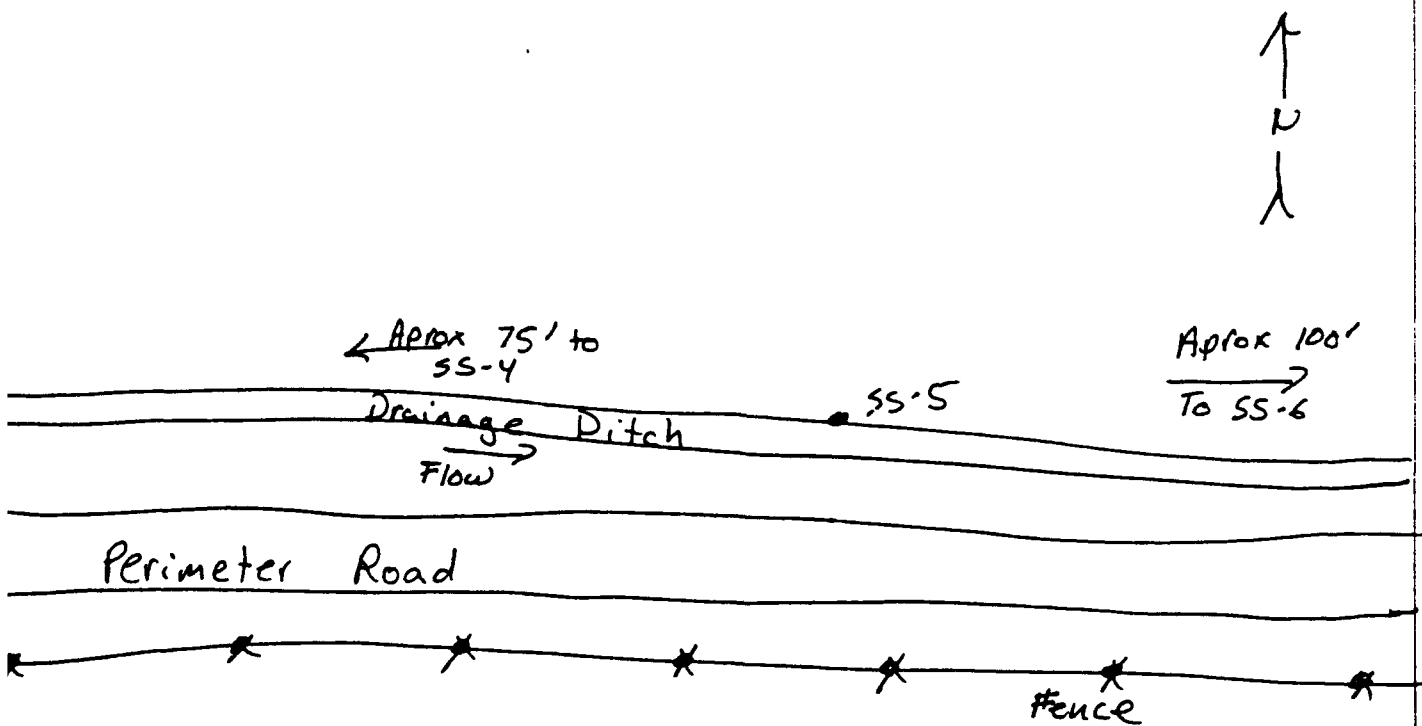 N
Aprox 75' to
SS-4
Aprox 100'
To SS-6
SS-5
Drainage Ditch
Flow
Perimeter Road
Fence